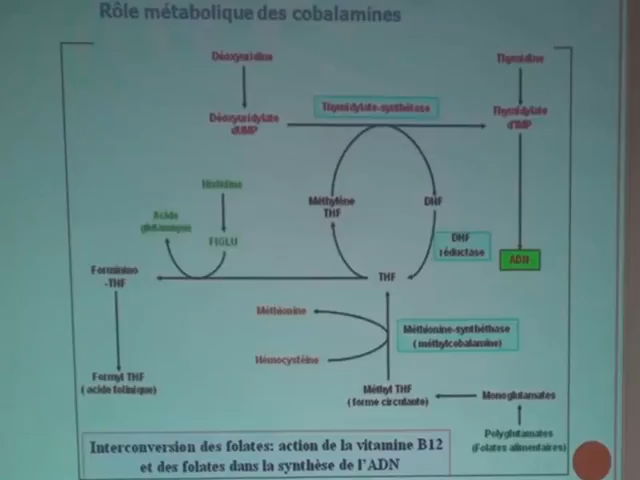 Rôle métabolique des cobalamines
Déoxyuridine
Thymidine
Thymidylate-synthétase
Déoxyuridylate
dUMP
Thymidylate
dTMP
Histidine
Méthylène
THF
DHF
Acide
glutamique
FIGLU
DHF
réductase
ADN
Formimino
-THF
THF
Méthionine
Méthionine-synthéthase
(méthylcobalamine)
Hémocystéine
Formyl THF
(acide folinique)
Méthyl THF
(forme circulante)
Monoglutamates
Polyglutamates
(Folates alimentaires)
Interconversion des folates: action de la vitamine B12
et des folates dans la synthèse de l'ADN